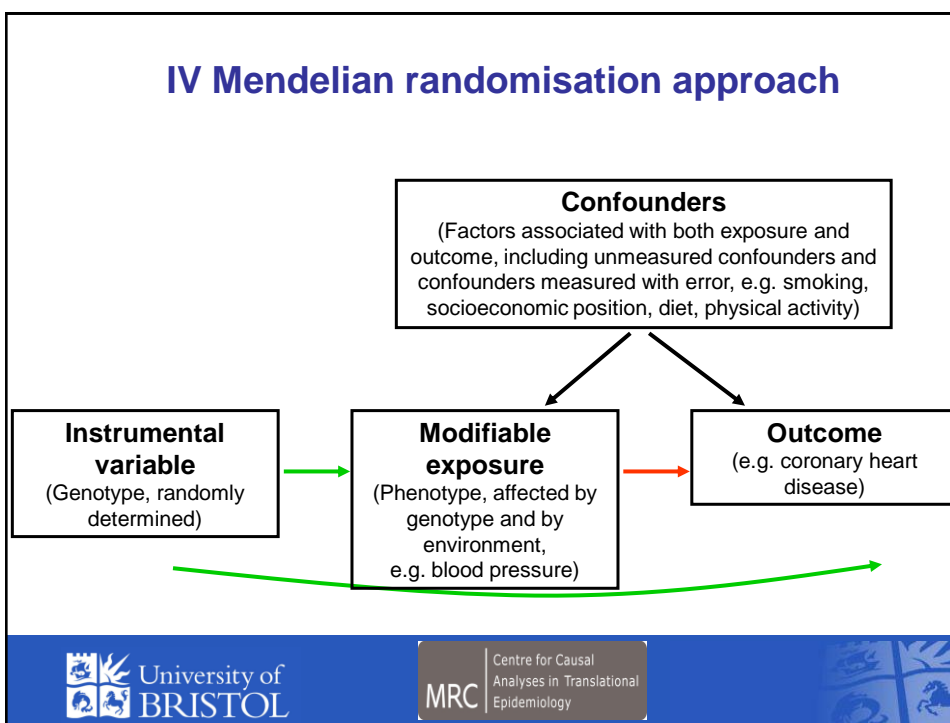 IV Mendelian randomisation approach
Confounders
(Factors associated with both exposure and
outcome, including unmeasured confounders and
confounders measured with error, e.g. smoking,
socioeconomic position, diet, physical activity)
Instrumental
variable
(Genotype, randomly
determined)
Modifiable
exposure
(Phenotype, affected by
genotype and by
environment,
e.g. blood pressure)
Outcome
(e.g. coronary heart
disease)
University of
BRISTOL
MRC
Centre for Causal
Analyses in Translational
Epidemiology